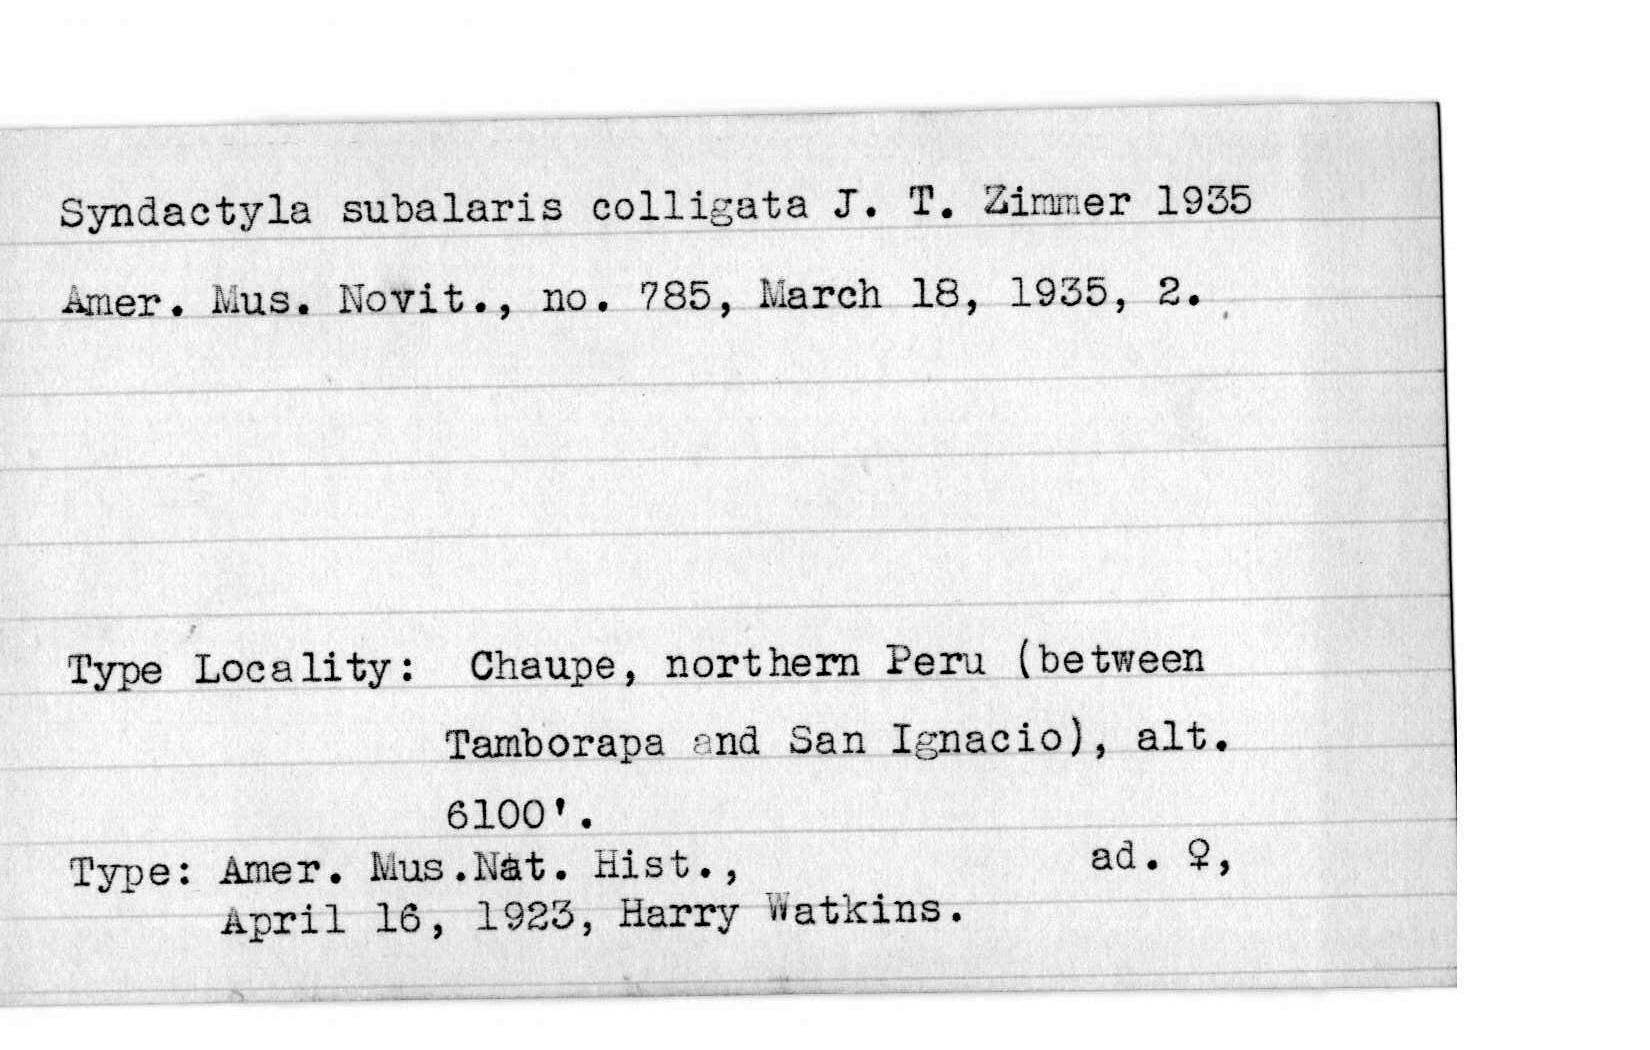 Syndactyla subalaris colligata J. T. Zimmer 1935
Amer. Mus. Novit., no. 785, March 18, 1935, 2.
Type Locality: Chaupe, northern Peru (between
Tamborapa and San Ignacio), alt.
6100'.
Type: Amer. Mus.Nat. Hist., ad. ♀,
April 16, 1923, Harry Watkins.